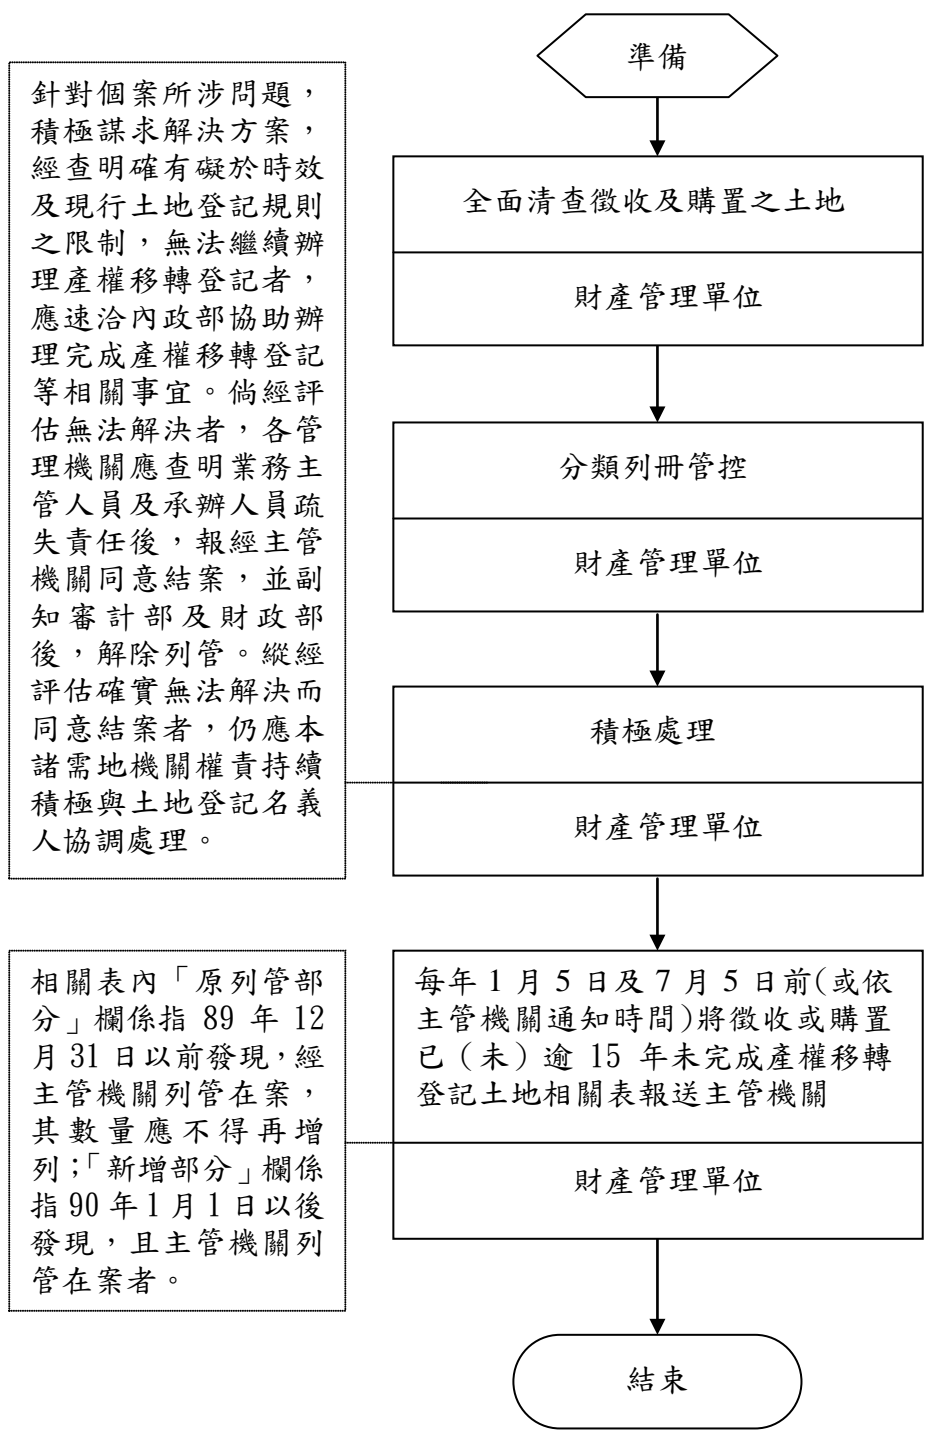 準備
全面清查徵收及購置之土地
財產管理單位
分類列冊管控
財產管理單位
針對個案所涉問題，
積極謀求解決方案，
經查明確有礙於時效
及現行土地登記規則
之限制，無法繼續辦
理產權移轉登記者，
應速洽內政部協助辦
理完成產權移轉登記
等相關事宜。倘經評
估無法解決者，各管
理機關應查明業務主
管人員及承辦人員疏
失責任後，報經主管
機關同意結案，並副
知審計部及財政部
後，解除列管。縱經
評估確實無法解決而
同意結案者，仍應本
諸需地機關權責持續
積極與土地登記名義
人協調處理。
積極處理
財產管理單位
相關表內「原列管部
分」欄係指 89 年 12
月 31 日以前發現，經
主管機關列管在案，
其數量應不得再增
列；「新增部分」欄係
指 90 年 1 月 1 日以後
發現，且主管機關列
管在案者。
每年 1 月 5 日及 7 月 5 日前(或依
主管機關通知時間)將徵收或購置
已（未）逾 15 年未完成產權移轉
登記土地相關表報送主管機關
財產管理單位
結束